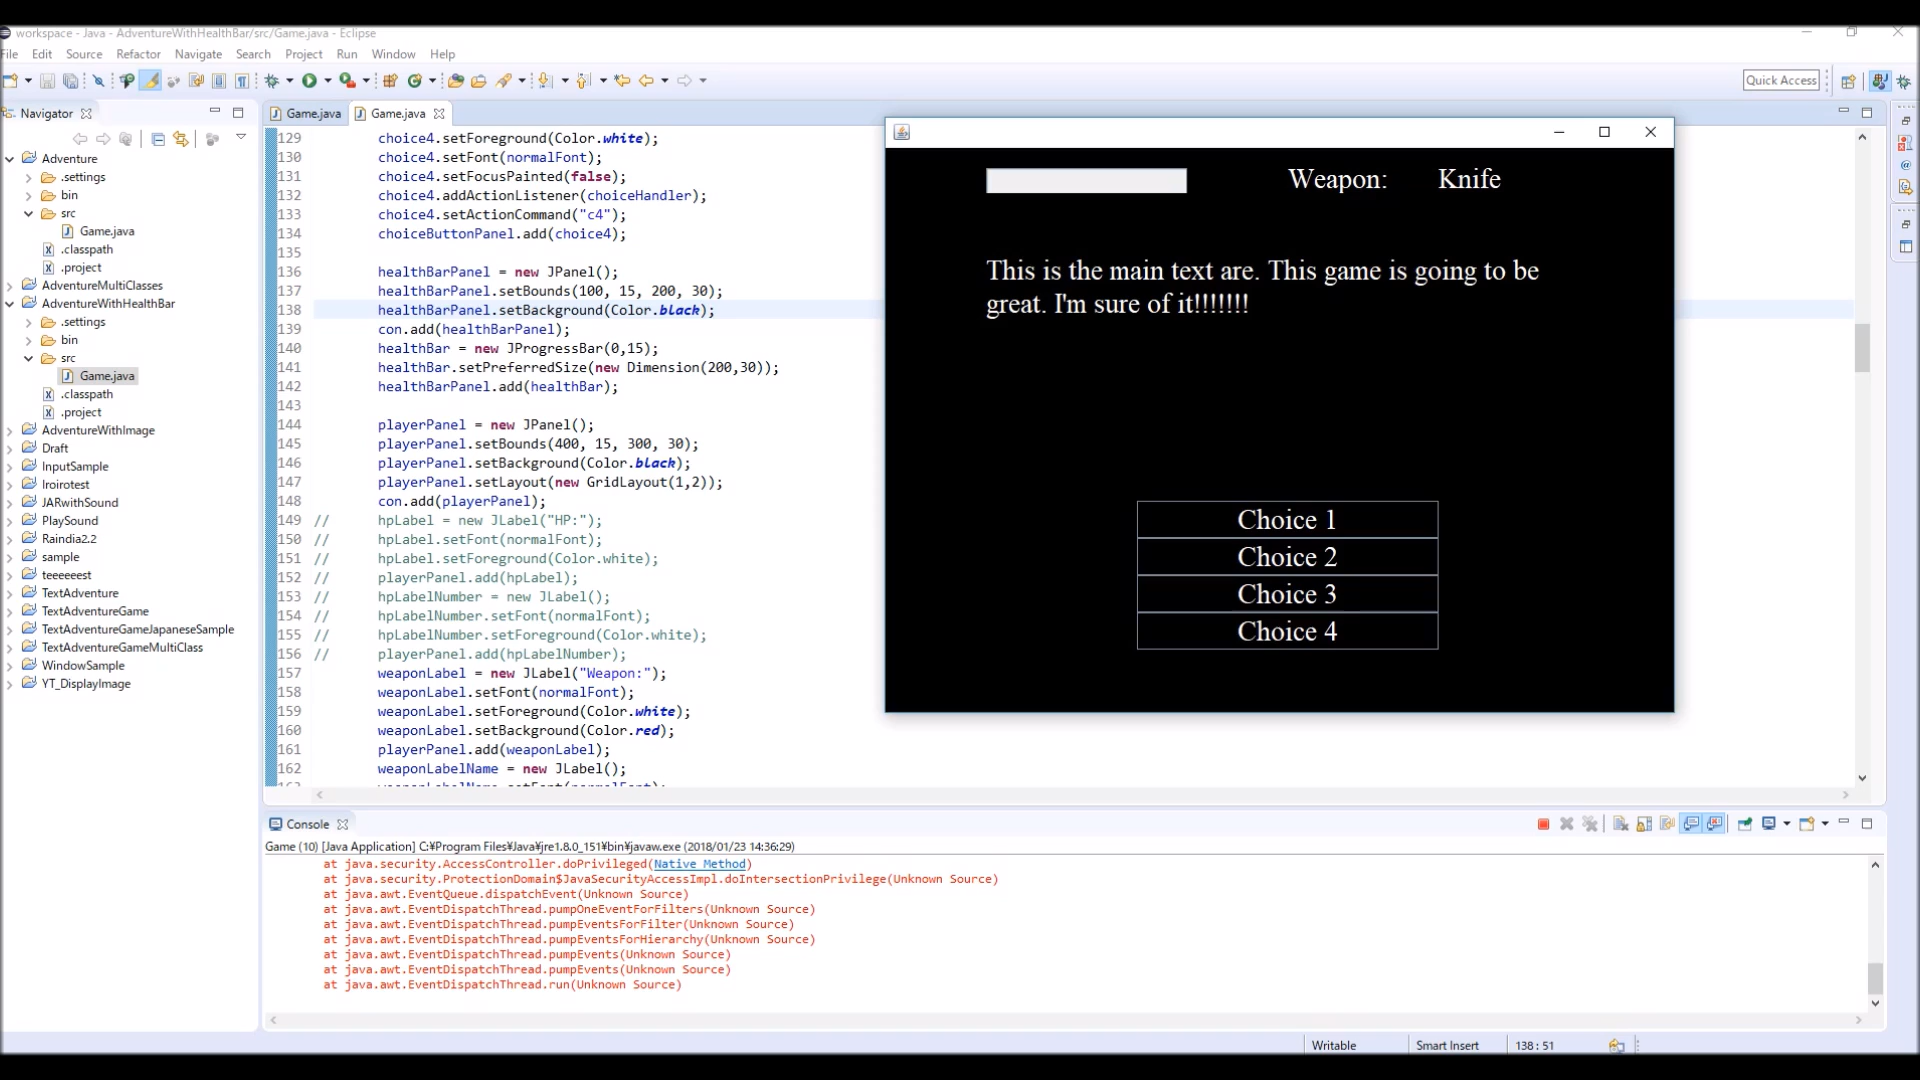 workspace - Java - AdventureWithHealthBar/src/Game.java - Eclipse
File Edit Source Refactor Navigate Search Project Run Window Help
Quick Access
Navigator
Adventure
.settings
bin
src
Game.java
.classpath
.project
AdventureMultiClasses
AdventureWithHealthBar
.settings
bin
src
Game.java
.classpath
.project
AdventureWithImage
Draft
InputSample
Iroirotest
JARwithSound
PlaySound
Raindia2.2
sample
teeeeeest
TextAdventure
TextAdventureGame
TextAdventureGameJapaneseSample
TextAdventureGameMultiClass
WindowSample
YT_DisplayImage
Game.java Game.java
129 choice4.setForeground(Color.white);
130 choice4.setFont(normalFont);
131 choice4.setFocusPainted(false);
132 choice4.addActionListener(choiceHandler);
133 choice4.setActionCommand("c4");
134 choiceButtonPanel.add(choice4);
135
136 healthBarPanel = new JPanel();
137 healthBarPanel.setBounds(100, 15, 200, 30);
138 healthBarPanel.setBackground(Color.black);
139 con.add(healthBarPanel);
140 healthBar = new JProgressBar(0,15);
141 healthBar.setPreferredSize(new Dimension(200,30));
142 healthBarPanel.add(healthBar);
143
144 playerPanel = new JPanel();
145 playerPanel.setBounds(400, 15, 300, 30);
146 playerPanel.setBackground(Color.black);
147 playerPanel.setLayout(new GridLayout(1,2));
148 con.add(playerPanel);
149 // hpLabel = new JLabel("HP:");
150 // hpLabel.setFont(normalFont);
151 // hpLabel.setForeground(Color.white);
152 // playerPanel.add(hpLabel);
153 // hpLabelNumber = new JLabel();
154 // hpLabelNumber.setFont(normalFont);
155 // hpLabelNumber.setForeground(Color.white);
156 // playerPanel.add(hpLabelNumber);
157 weaponLabel = new JLabel("Weapon:");
158 weaponLabel.setFont(normalFont);
159 weaponLabel.setForeground(Color.white);
160 weaponLabel.setBackground(Color.red);
161 playerPanel.add(weaponLabel);
162 weaponLabelName = new JLabel();
Weapon: Knife
This is the main text are. This game is going to be
great. I'm sure of it!!!!!!!
Choice 1
Choice 2
Choice 3
Choice 4
Console
Game (10) [Java Application] C:¥Program Files¥Java¥jre1.8.0_151¥bin¥javaw.exe (2018/01/23 14:36:29)
at java.security.AccessController.doPrivileged(Native Method)
at java.security.ProtectionDomain$JavaSecurityAccessImpl.doIntersectionPrivilege(Unknown Source)
at java.awt.EventQueue.dispatchEvent(Unknown Source)
at java.awt.EventDispatchThread.pumpOneEventForFilters(Unknown Source)
at java.awt.EventDispatchThread.pumpEventsForFilter(Unknown Source)
at java.awt.EventDispatchThread.pumpEventsForHierarchy(Unknown Source)
at java.awt.EventDispatchThread.pumpEvents(Unknown Source)
at java.awt.EventDispatchThread.pumpEvents(Unknown Source)
at java.awt.EventDispatchThread.run(Unknown Source)
Writable Smart Insert 138 : 51